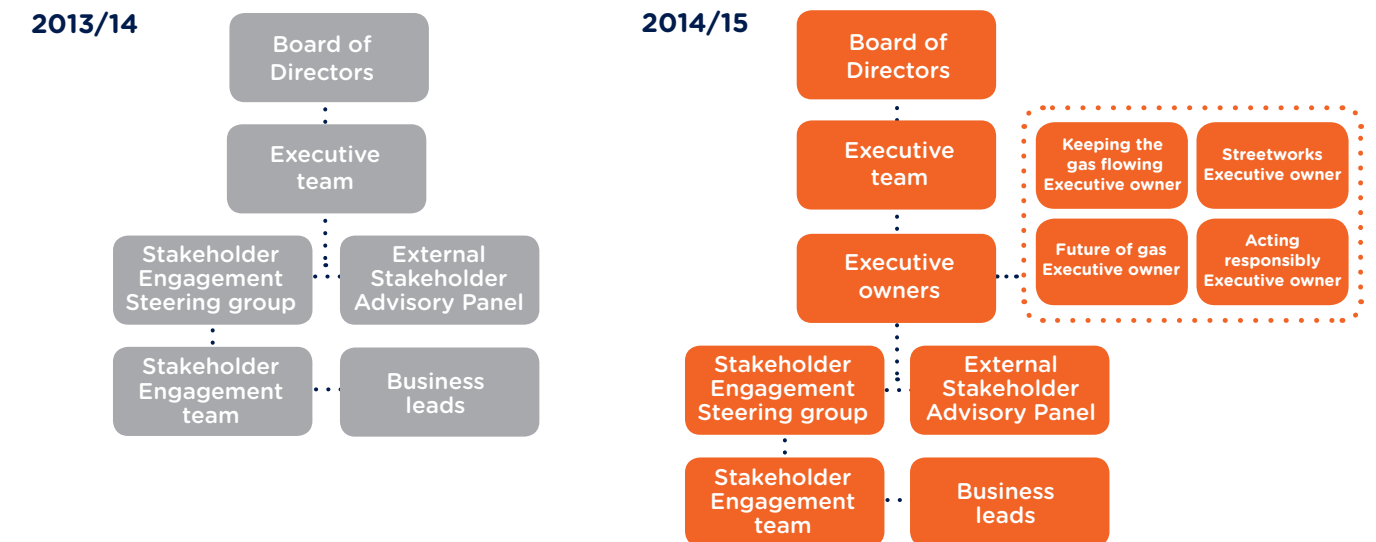 2013/14
Board of
Directors
Executive
team
Stakeholder
Engagement
Steering group
External
Stakeholder
Advisory Panel
Stakeholder
Engagement
team
Business
leads
2014/15
Board of
Directors
Executive
team
Executive
owners
Keeping the
gas flowing
Executive owner
Streetworks
Executive owner
Future of gas
Executive owner
Acting
responsibly
Executive owner
Stakeholder
Engagement
Steering group
External
Stakeholder
Advisory Panel
Stakeholder
Engagement
team
Business
leads